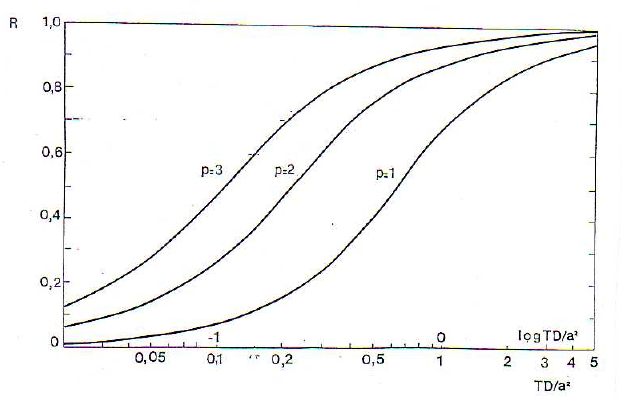 R 1,0
0,8
0,6
p=3 p=2 p=1
0,4
0,2
0 -1 0 log TD/a²
0,05 0,1 0,2 0,5 1 2 3 4 5
TD/a²